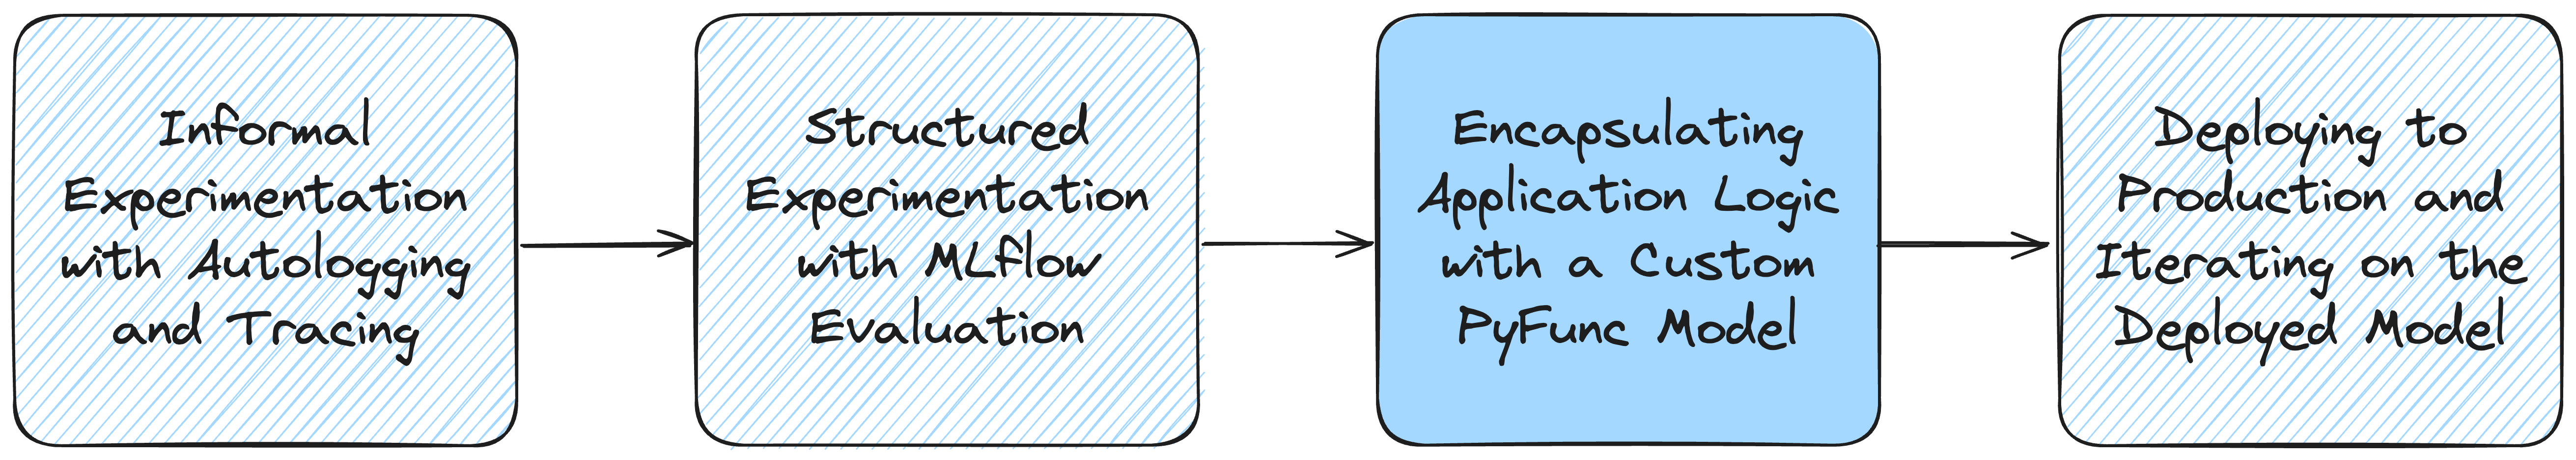 Informal
Experimentation
with Autologging
and Tracing
Structured
Experimentation
with MLflow
Evaluation
Encapsulating
Application Logic
with a Custom
PyFunc Model
Deploying to
Production and
Iterating on the
Deployed Model